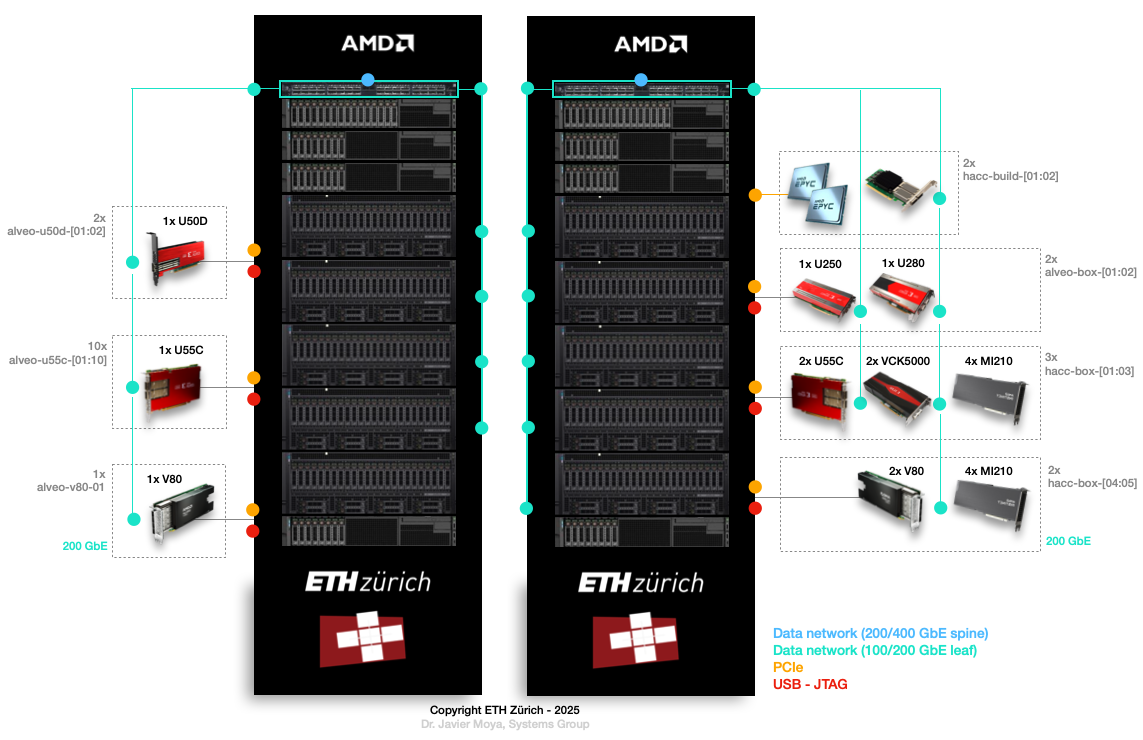 AMD
AMD
2x
alveo-u50d-[01:02]
1x U50D
10x
alveo-u55c-[01:10]
1x U55C
1x
alveo-v80-01
1x V80
200 GbE
EPYC
EPYC
2x
hacc-build-[01:02]
1x U250
1x U280
2x
alveo-box-[01:02]
2x U55C
2x VCK5000
4x MI210
3x
hacc-box-[01:03]
2x V80
4x MI210
2x
hacc-box-[04:05]
200 GbE
ETH zürich
ETH zürich
Data network (200/400 GbE spine)
Data network (100/200 GbE leaf)
PCIe
USB - JTAG
Copyright ETH Zürich - 2025
Dr. Javier Moya, Systems Group